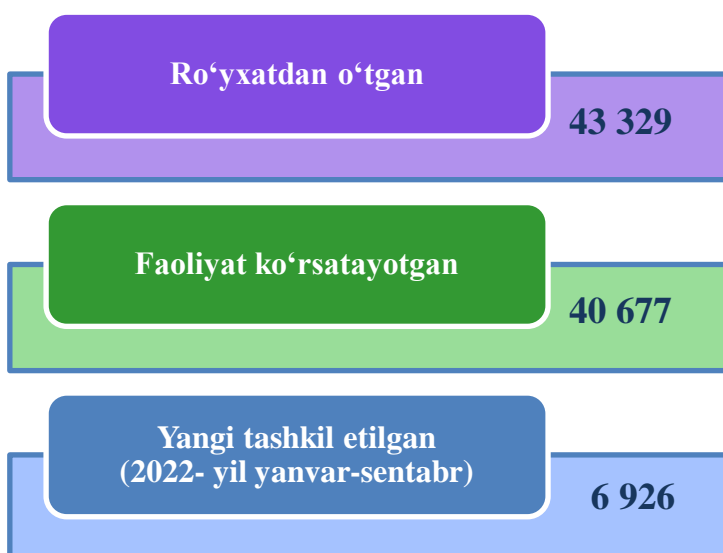 Ro‘yxatdan o‘tgan
43 329
Faoliyat ko‘rsatayotgan
40 677
Yangi tashkil etilgan
(2022- yil yanvar-sentabr)
6 926